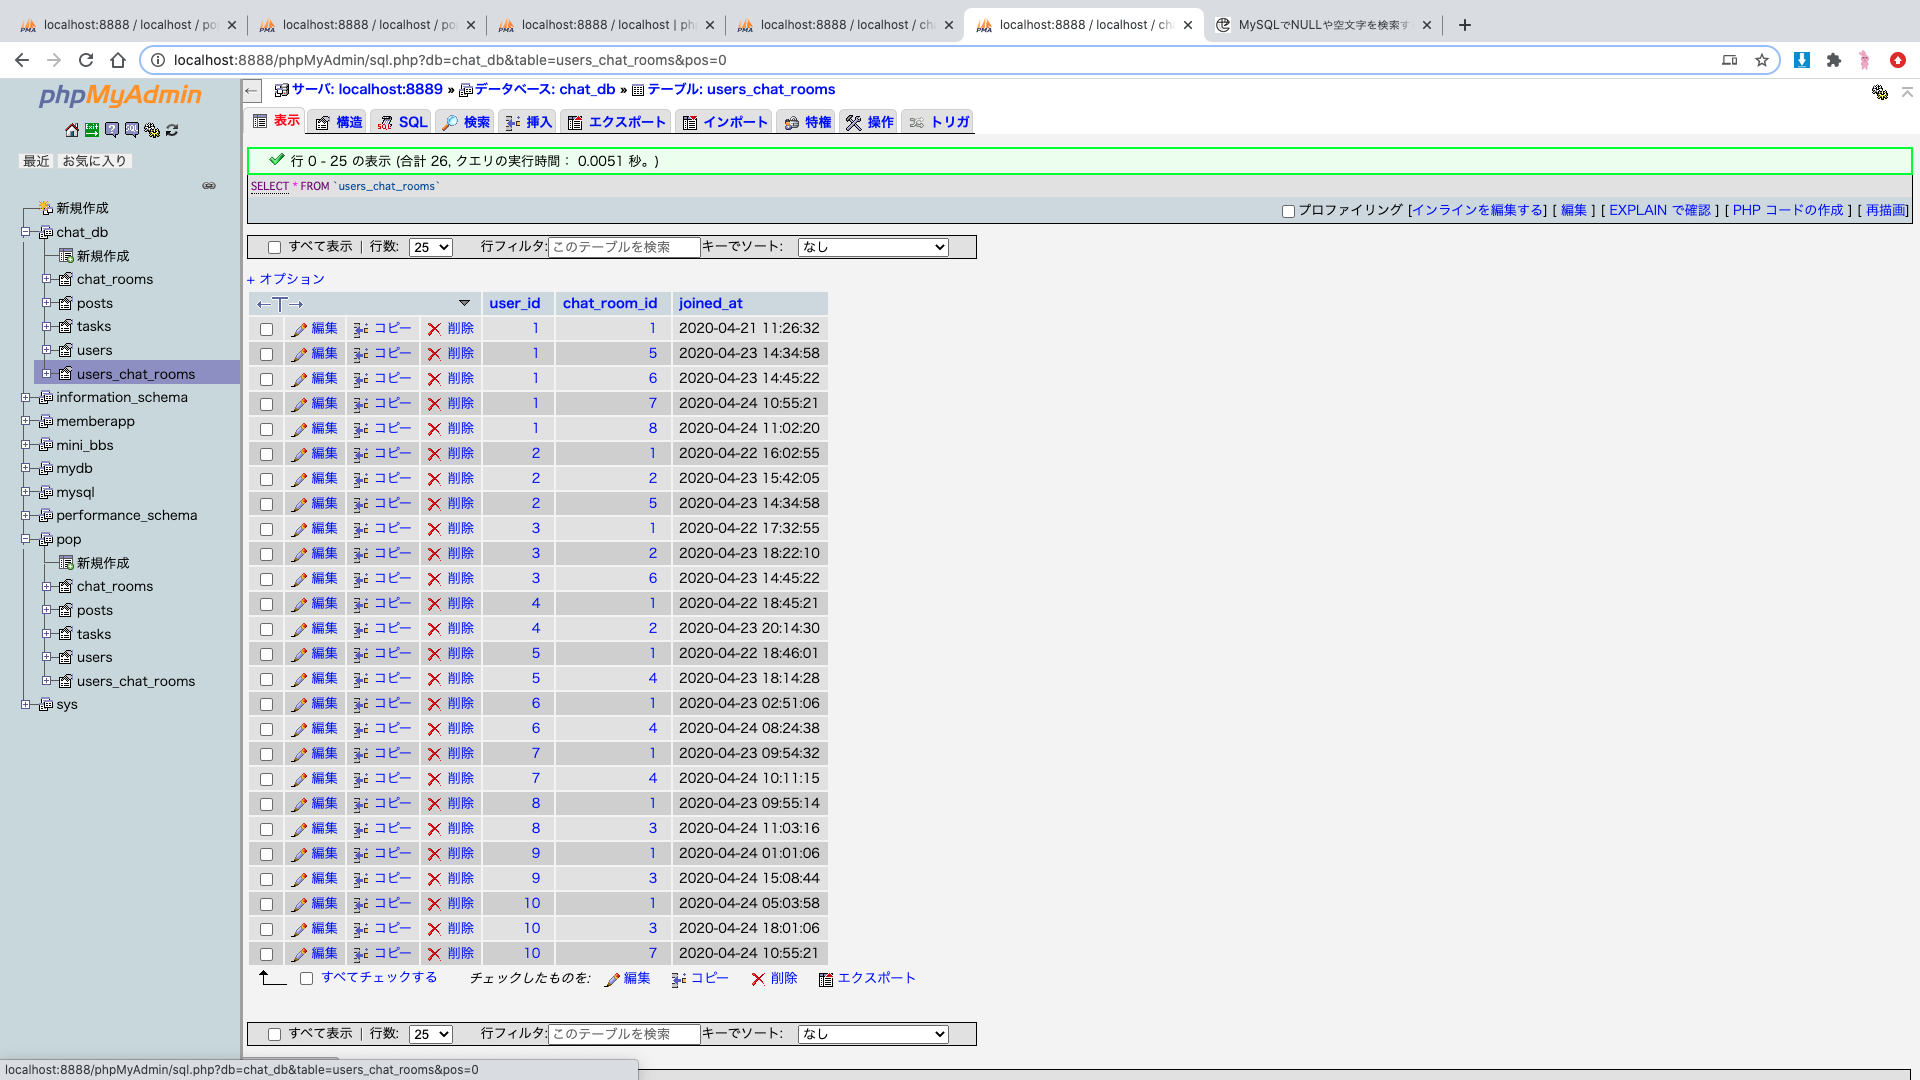 localhost:8888 / localhost / po
localhost:8888 / localhost / po
localhost:8888 / localhost | ph
localhost:8888 / localhost / cha
localhost:8888 / localhost / cha
MySQLでNULLや空文字を検索す
localhost:8888/phpMyAdmin/sql.php?db=chat_db&table=users_chat_rooms&pos=0
phpMyAdmin
最近 お気に入り
新規作成
chat_db
新規作成
chat_rooms
posts
tasks
users
users_chat_rooms
information_schema
memberapp
mini_bbs
mydb
mysql
performance_schema
pop
新規作成
chat_rooms
posts
tasks
users
users_chat_rooms
sys
サーバ: localhost:8889 » データベース: chat_db » テーブル: users_chat_rooms
表示 構造 SQL 検索 挿入 エクスポート インポート 特権 操作 トリガ
行 0 - 25 の表示 (合計 26, クエリの実行時間： 0.0051 秒。)
SELECT * FROM `users_chat_rooms`
プロファイリング [インラインを編集する] [ 編集 ] [ EXPLAIN で確認 ] [ PHP コードの作成 ] [ 再描画]
すべて表示 | 行数: 25 行フィルタ: このテーブルを検索 キーでソート: なし
+ オプション
←T→ user_id chat_room_id joined_at
編集 コピー 削除 1 1 2020-04-21 11:26:32
編集 コピー 削除 1 5 2020-04-23 14:34:58
編集 コピー 削除 1 6 2020-04-23 14:45:22
編集 コピー 削除 1 7 2020-04-24 10:55:21
編集 コピー 削除 1 8 2020-04-24 11:02:20
編集 コピー 削除 2 1 2020-04-22 16:02:55
編集 コピー 削除 2 2 2020-04-23 15:42:05
編集 コピー 削除 2 5 2020-04-23 14:34:58
編集 コピー 削除 3 1 2020-04-22 17:32:55
編集 コピー 削除 3 2 2020-04-23 18:22:10
編集 コピー 削除 3 6 2020-04-23 14:45:22
編集 コピー 削除 4 1 2020-04-22 18:45:21
編集 コピー 削除 4 2 2020-04-23 20:14:30
編集 コピー 削除 5 1 2020-04-22 18:46:01
編集 コピー 削除 5 4 2020-04-23 18:14:28
編集 コピー 削除 6 1 2020-04-23 02:51:06
編集 コピー 削除 6 4 2020-04-24 08:24:38
編集 コピー 削除 7 1 2020-04-23 09:54:32
編集 コピー 削除 7 4 2020-04-24 10:11:15
編集 コピー 削除 8 1 2020-04-23 09:55:14
編集 コピー 削除 8 3 2020-04-24 11:03:16
編集 コピー 削除 9 1 2020-04-24 01:01:06
編集 コピー 削除 9 3 2020-04-24 15:08:44
編集 コピー 削除 10 1 2020-04-24 05:03:58
編集 コピー 削除 10 3 2020-04-24 18:01:06
編集 コピー 削除 10 7 2020-04-24 10:55:21
すべてチェックする チェックしたものを: 編集 コピー 削除 エクスポート
すべて表示 | 行数: 25 行フィルタ: このテーブルを検索 キーでソート: なし
localhost:8888/phpMyAdmin/sql.php?db=chat_db&table=users_chat_rooms&pos=0